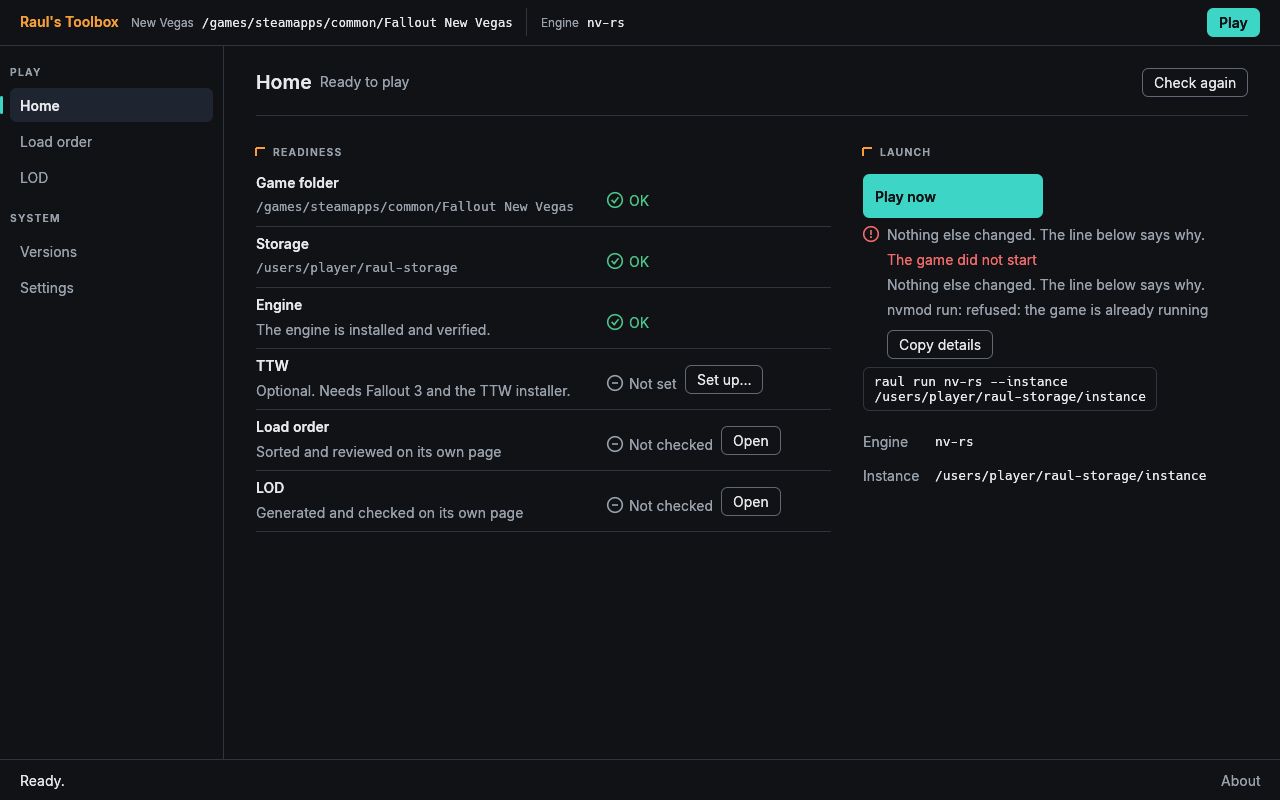 Raul's Toolbox New Vegas /games/steamapps/common/Fallout New Vegas Engine nv-rs Play
PLAY
Home
Load order
LOD
SYSTEM
Versions
Settings
Home Ready to play Check again
READINESS
Game folder
/games/steamapps/common/Fallout New Vegas OK
Storage
/users/player/raul-storage OK
Engine
The engine is installed and verified. OK
TTW
Optional. Needs Fallout 3 and the TTW installer. Not set Set up...
Load order
Sorted and reviewed on its own page Not checked Open
LOD
Generated and checked on its own page Not checked Open
LAUNCH
Play now
Nothing else changed. The line below says why.
The game did not start
Nothing else changed. The line below says why.
nvmod run: refused: the game is already running
Copy details
raul run nv-rs --instance
/users/player/raul-storage/instance
Engine nv-rs
Instance /users/player/raul-storage/instance
Ready. About